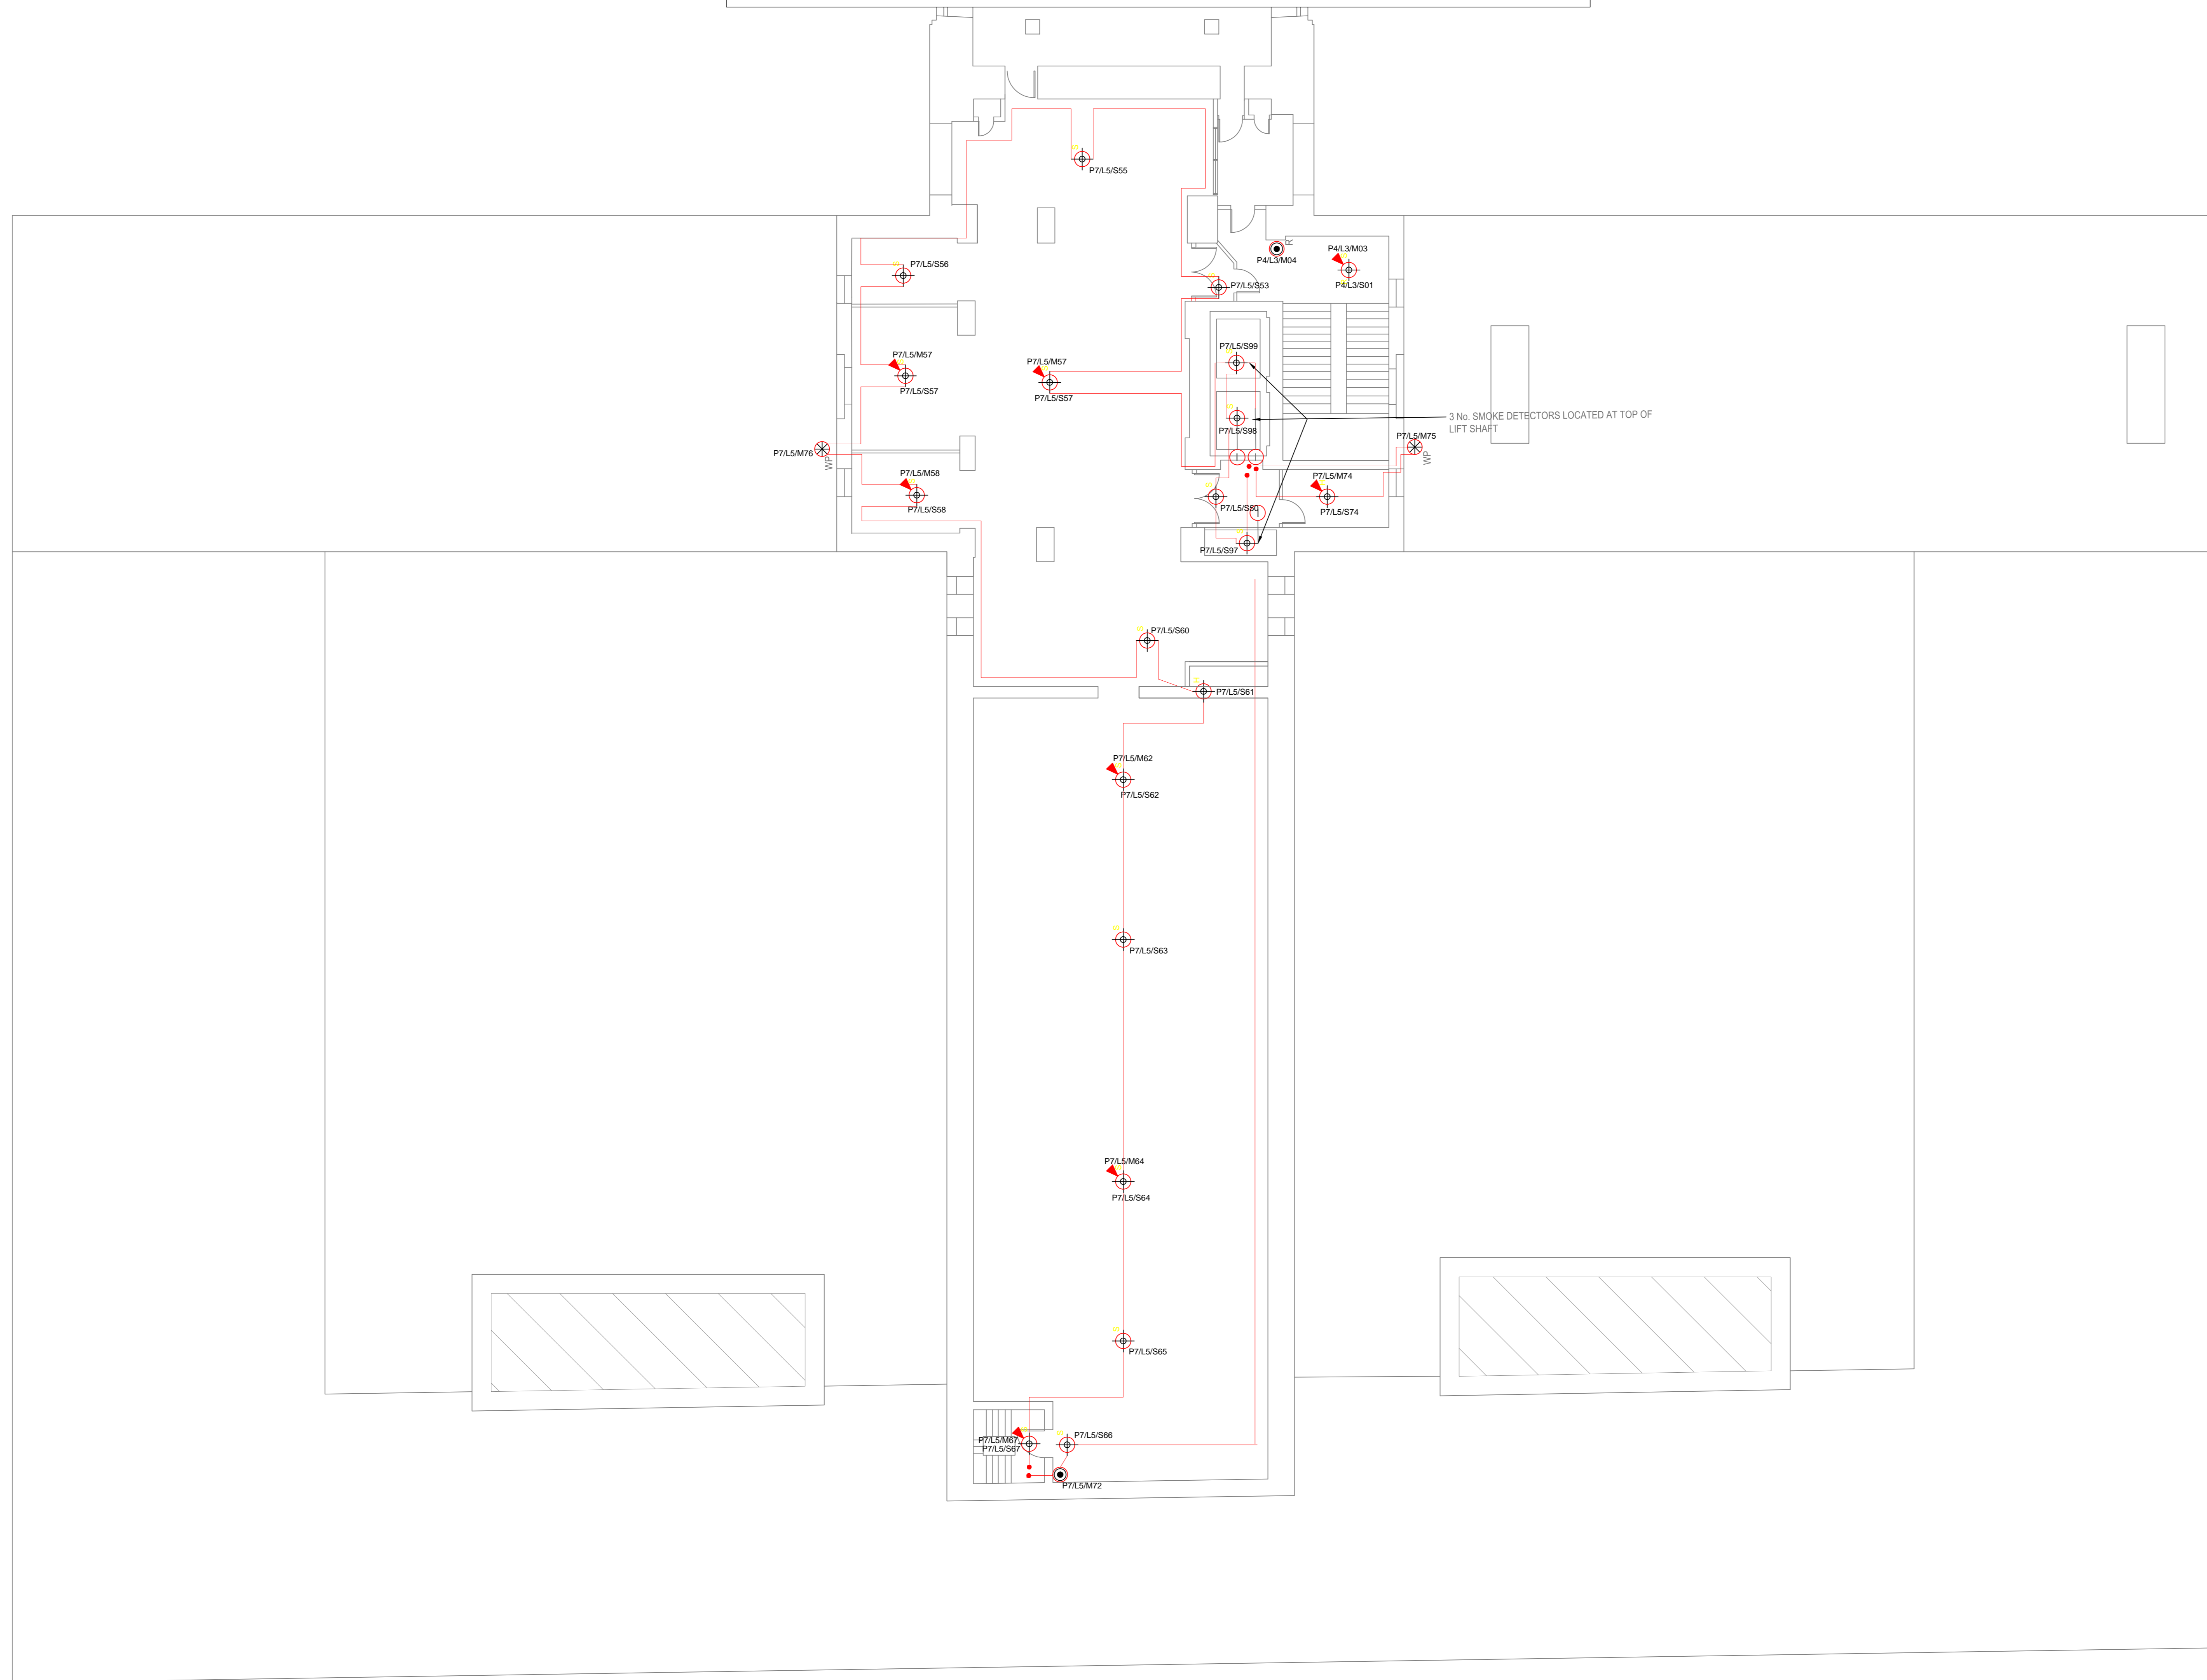 P7/L5/S55
R
P4/L3/M03
P4/L3/M04
P7/L5/S56
P7/L5/S53
P4/L3/S01
P7/L5/S99
P7/L5/M57
P7/L5/M57
P7/L5/S57
P7/L5/S57
3 No. SMOKE DETECTORS LOCATED AT TOP OF
LIFT SHAFT
P7/L5/S98
P7/L5/M75
P7/L5/M76
WP
WP
P7/L5/M58
P7/L5/M74
P7/L5/S58
P7/L5/S80
P7/L5/S74
P7/L5/S97
P7/L5/S60
P7/L5/S61
P7/L5/M62
P7/L5/S62
S
P7/L5/S63
P7/L5/M64
P7/L5/S64
S
P7/L5/S65
P7/L5/S66
P7/L5/M67
P7/L5/S67
P7/L5/M72